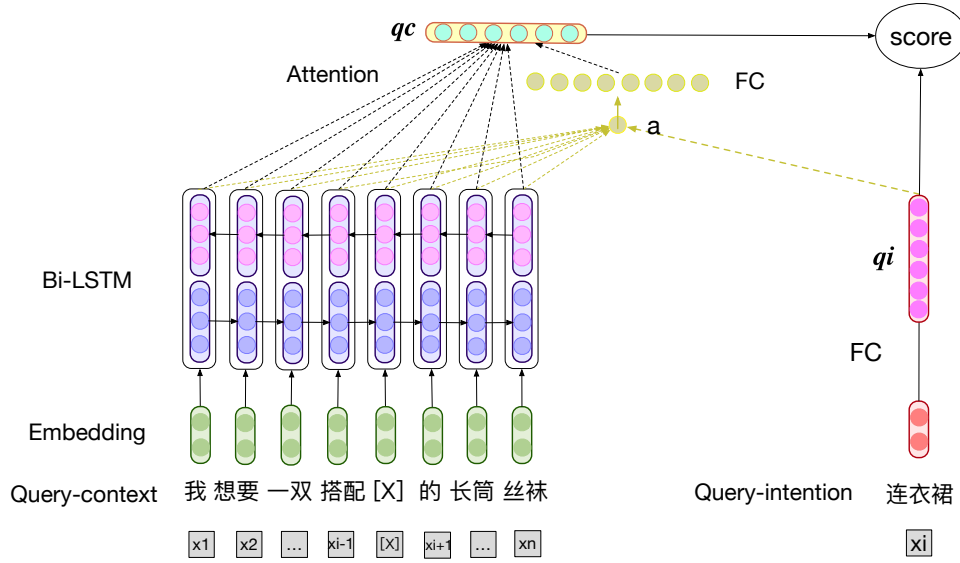 qc
score
Attention
FC
a
Bi-LSTM
qi
FC
Embedding
Query-context 我 想要 一双 搭配 [X] 的 长筒 丝袜
Query-intention 连衣裙
x1 x2 ... xi-1 [X] xi+1 ... xn
xi